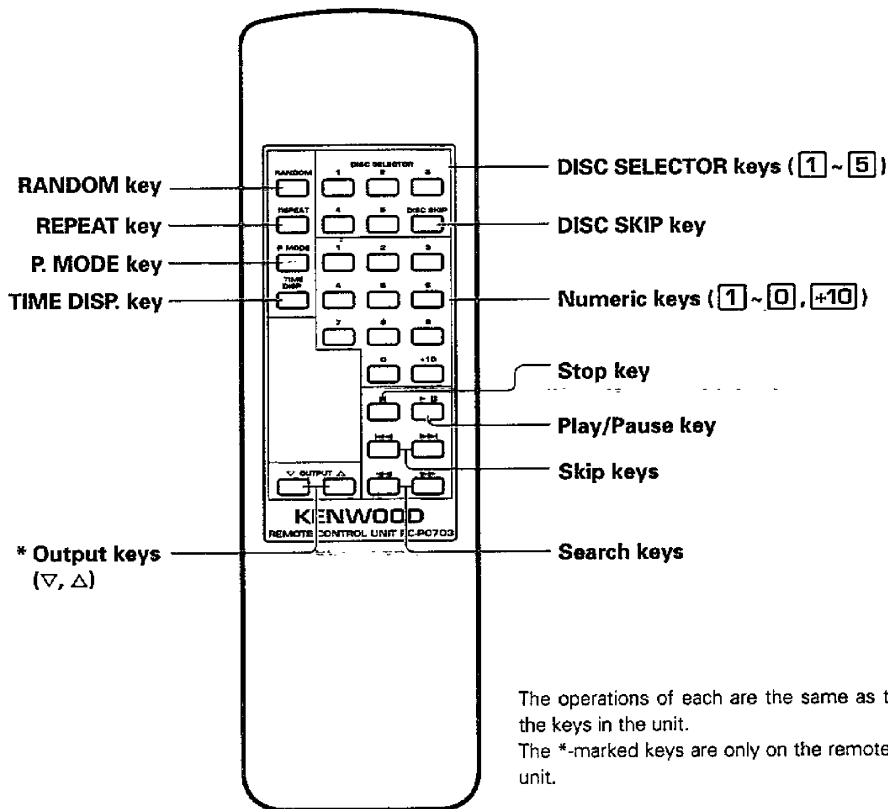 RANDOM key
REPEAT key
P. MODE key
TIME DISP. key
* Output keys
(▽, △)
DISC SELECTOR
RANDOM 1 2 3
REPEAT 4 5 DISC SKIP
P. MODE 1 2 3
TIME
DISP 4 5 6
7 8 9
0 +10
▽ OUTPUT △
KENWOOD
REMOTE CONTROL UNIT RC-P0703
DISC SELECTOR keys (1 ~ 5)
DISC SKIP key
Numeric keys (1 ~ 0, +10)
Stop key
Play/Pause key
Skip keys
Search keys
The operations of each are the same as
the keys in the unit.
The *-marked keys are only on the remote
unit.